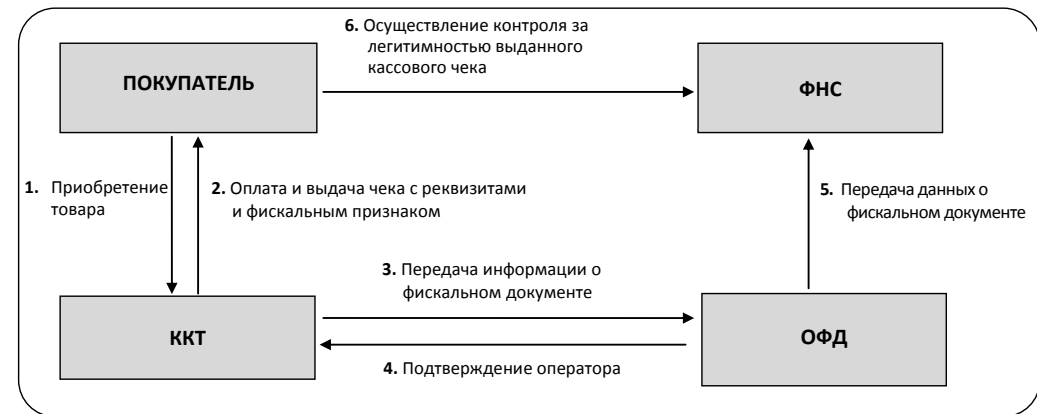 6. Осуществление контроля за
легитимностью выданного
кассового чека
ПОКУПАТЕЛЬ
ФНС
1. Приобретение
товара
2. Оплата и выдача чека с реквизитами
и фискальным признаком
5. Передача данных о
фискальном документе
3. Передача информации о
фискальном документе
ККТ
ОФД
4. Подтверждение оператора